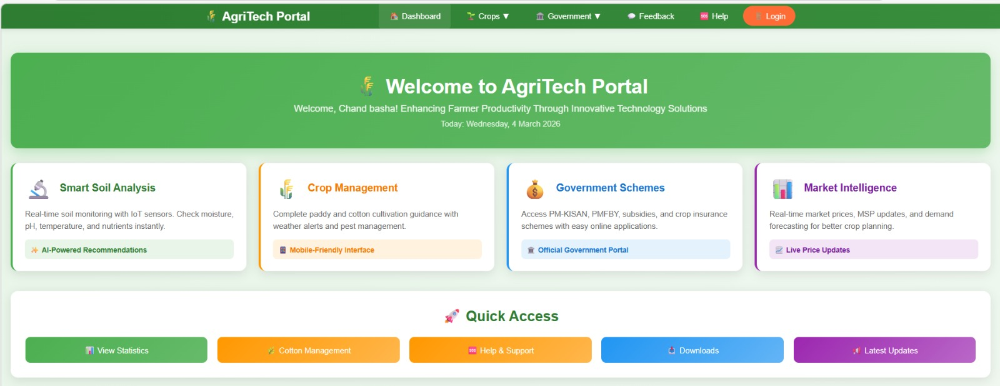 AgriTech Portal
Dashboard
Crops ▼
Government ▼
Feedback
Help
Login
Welcome to AgriTech Portal
Welcome, Chand basha! Enhancing Farmer Productivity Through Innovative Technology Solutions
Today: Wednesday, 4 March 2026
Smart Soil Analysis
Real-time soil monitoring with IoT sensors. Check moisture,
pH, temperature, and nutrients instantly.
AI-Powered Recommendations
Crop Management
Complete paddy and cotton cultivation guidance with
weather alerts and pest management.
Mobile-Friendly Interface
Government Schemes
Access PM-KISAN, PMFBY, subsidies, and crop insurance
schemes with easy online applications.
Official Government Portal
Market Intelligence
Real-time market prices, MSP updates, and demand
forecasting for better crop planning.
Live Price Updates
Quick Access
View Statistics
Cotton Management
Help & Support
Downloads
Latest Updates